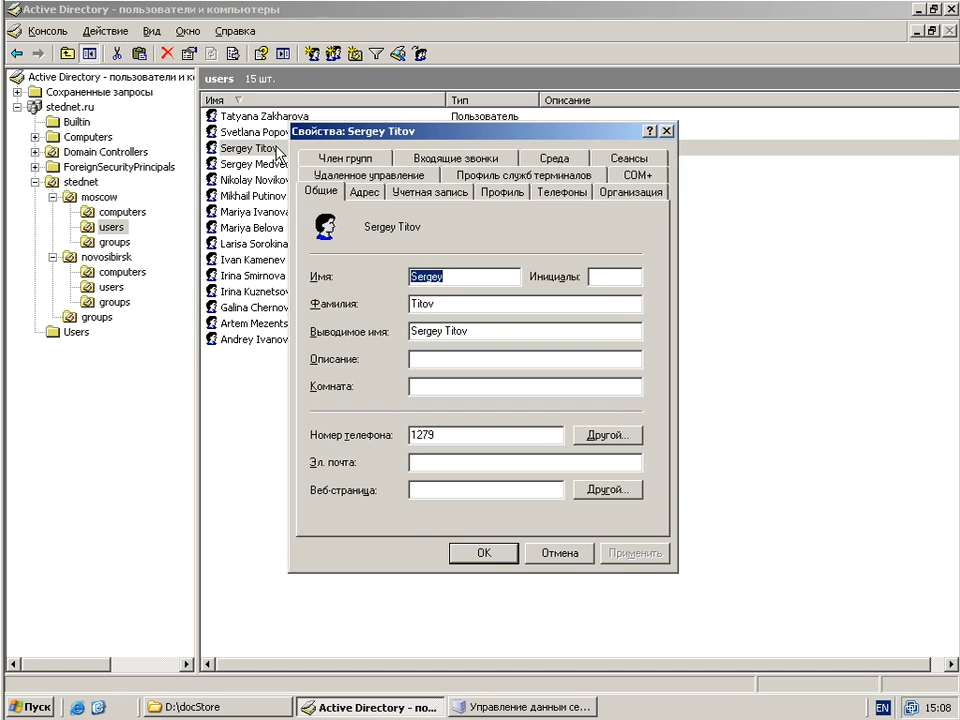 Active Directory - пользователи и компьютеры
Консоль Действие Вид Окно Справка
Active Directory - пользователи и к
Сохраненные запросы
stednet.ru
Builtin
Computers
Domain Controllers
ForeignSecurityPrincipals
stednet
moscow
computers
users
groups
novosibirsk
computers
users
groups
groups
Users
users 15 шт.
Имя Тип Описание
Tatyana Zakharova Пользователь
Svetlana Popov
Sergey Titov
Sergey Medve
Nikolay Novikov
Mikhail Putinov
Mariya Ivanova
Mariya Belova
Larisa Sorokina
Ivan Kamenev
Irina Smirnova
Irina Kuznetsov
Galina Chernov
Artem Mezents
Andrey Ivanov
Свойства: Sergey Titov
Член групп Входящие звонки Среда Сеансы
Удаленное управление Профиль служб терминалов COM+
Общие Адрес Учетная запись Профиль Телефоны Организация
Sergey Titov
Имя: Sergey Инициалы:
Фамилия: Titov
Выводимое имя: Sergey Titov
Описание:
Комната:
Номер телефона: 1279 Другой...
Эл. почта:
Веб-страница: Другой...
OK Отмена Применить
Пуск D:\docStore Active Directory - по... Управление данным се... EN 15:08